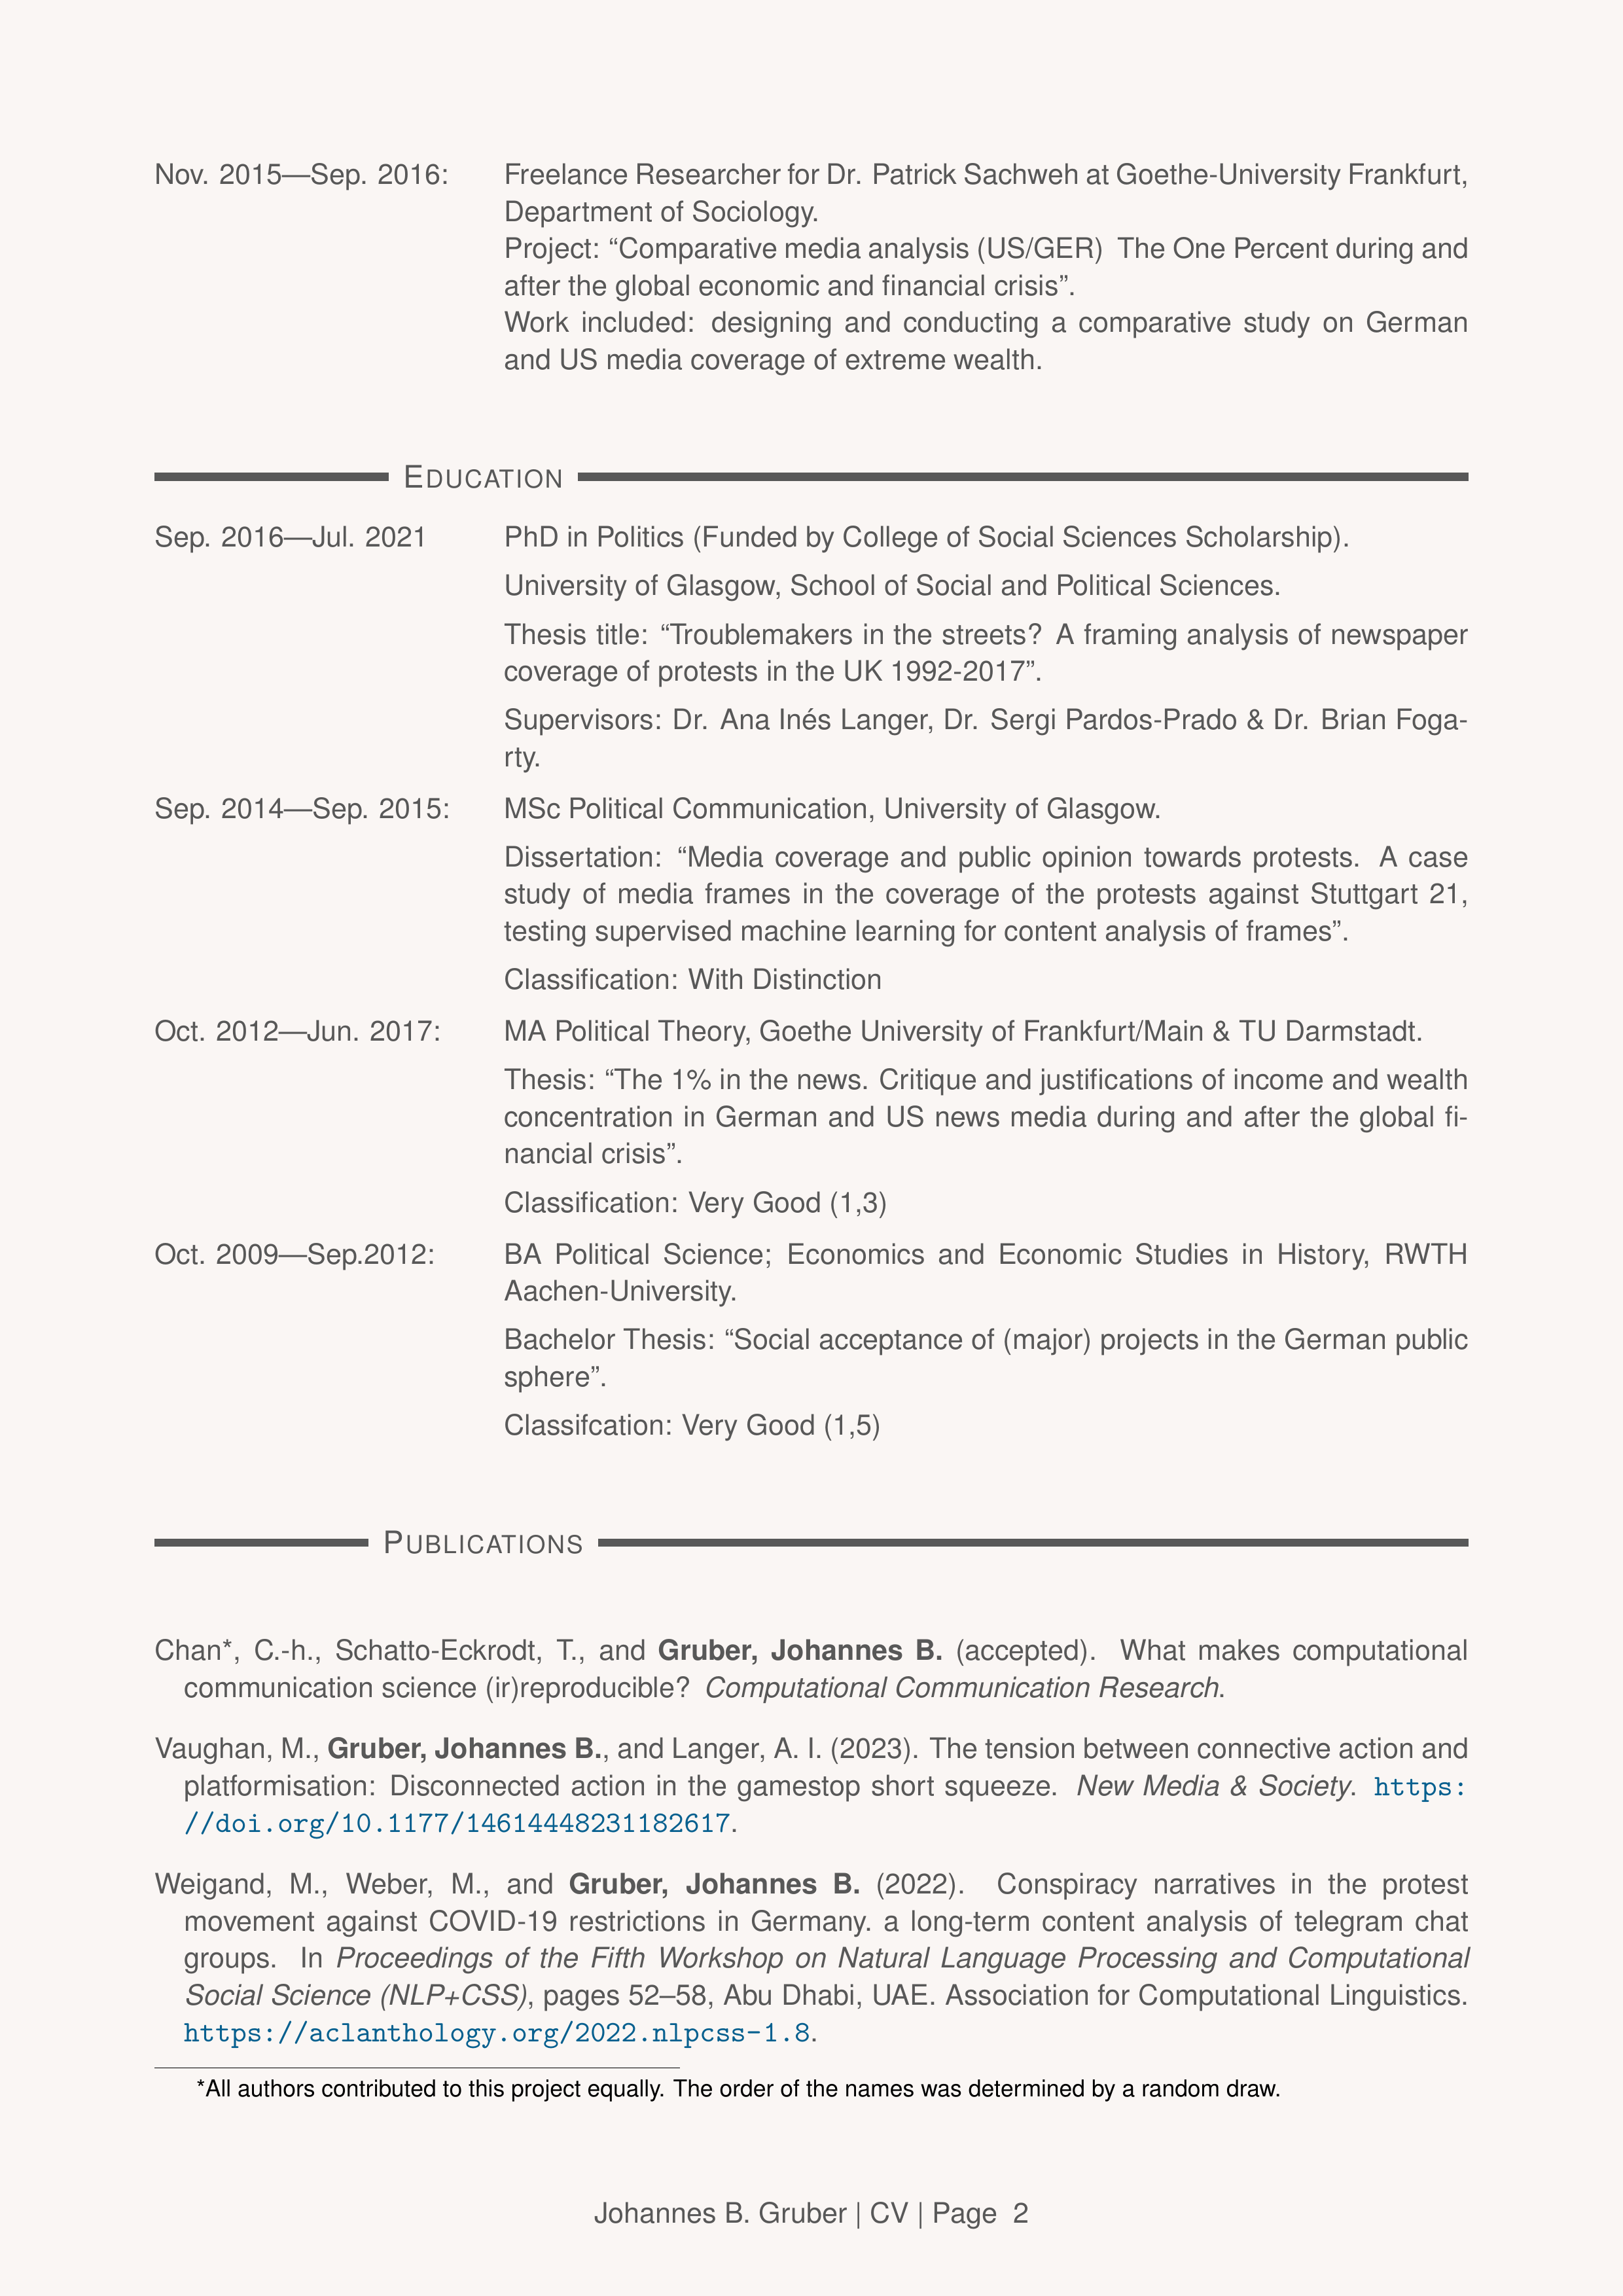 Nov. 2015—Sep. 2016: Freelance Researcher for Dr. Patrick Sachweh at Goethe-University Frankfurt,
Department of Sociology.
Project: “Comparative media analysis (US/GER) The One Percent during and
after the global economic and financial crisis”.
Work included: designing and conducting a comparative study on German
and US media coverage of extreme wealth.
EDUCATION
Sep. 2016—Jul. 2021 PhD in Politics (Funded by College of Social Sciences Scholarship).
University of Glasgow, School of Social and Political Sciences.
Thesis title: “Troublemakers in the streets? A framing analysis of newspaper
coverage of protests in the UK 1992-2017”.
Supervisors: Dr. Ana Inés Langer, Dr. Sergi Pardos-Prado & Dr. Brian Foga-
rty.
Sep. 2014—Sep. 2015: MSc Political Communication, University of Glasgow.
Dissertation: “Media coverage and public opinion towards protests. A case
study of media frames in the coverage of the protests against Stuttgart 21,
testing supervised machine learning for content analysis of frames”.
Classification: With Distinction
Oct. 2012—Jun. 2017: MA Political Theory, Goethe University of Frankfurt/Main & TU Darmstadt.
Thesis: “The 1% in the news. Critique and justifications of income and wealth
concentration in German and US news media during and after the global fi-
nancial crisis”.
Classification: Very Good (1,3)
Oct. 2009—Sep.2012: BA Political Science; Economics and Economic Studies in History, RWTH
Aachen-University.
Bachelor Thesis: “Social acceptance of (major) projects in the German public
sphere”.
Classifcation: Very Good (1,5)
PUBLICATIONS
Chan*, C.-h., Schatto-Eckrodt, T., and Gruber, Johannes B. (accepted). What makes computational
communication science (ir)reproducible? Computational Communication Research.
Vaughan, M., Gruber, Johannes B., and Langer, A. I. (2023). The tension between connective action and
platformisation: Disconnected action in the gamestop short squeeze. New Media & Society. https:
//doi.org/10.1177/14614448231182617.
Weigand, M., Weber, M., and Gruber, Johannes B. (2022). Conspiracy narratives in the protest
movement against COVID-19 restrictions in Germany. a long-term content analysis of telegram chat
groups. In Proceedings of the Fifth Workshop on Natural Language Processing and Computational
Social Science (NLP+CSS), pages 52–58, Abu Dhabi, UAE. Association for Computational Linguistics.
https://aclanthology.org/2022.nlpcss-1.8.
*All authors contributed to this project equally. The order of the names was determined by a random draw.
Johannes B. Gruber | CV | Page 2